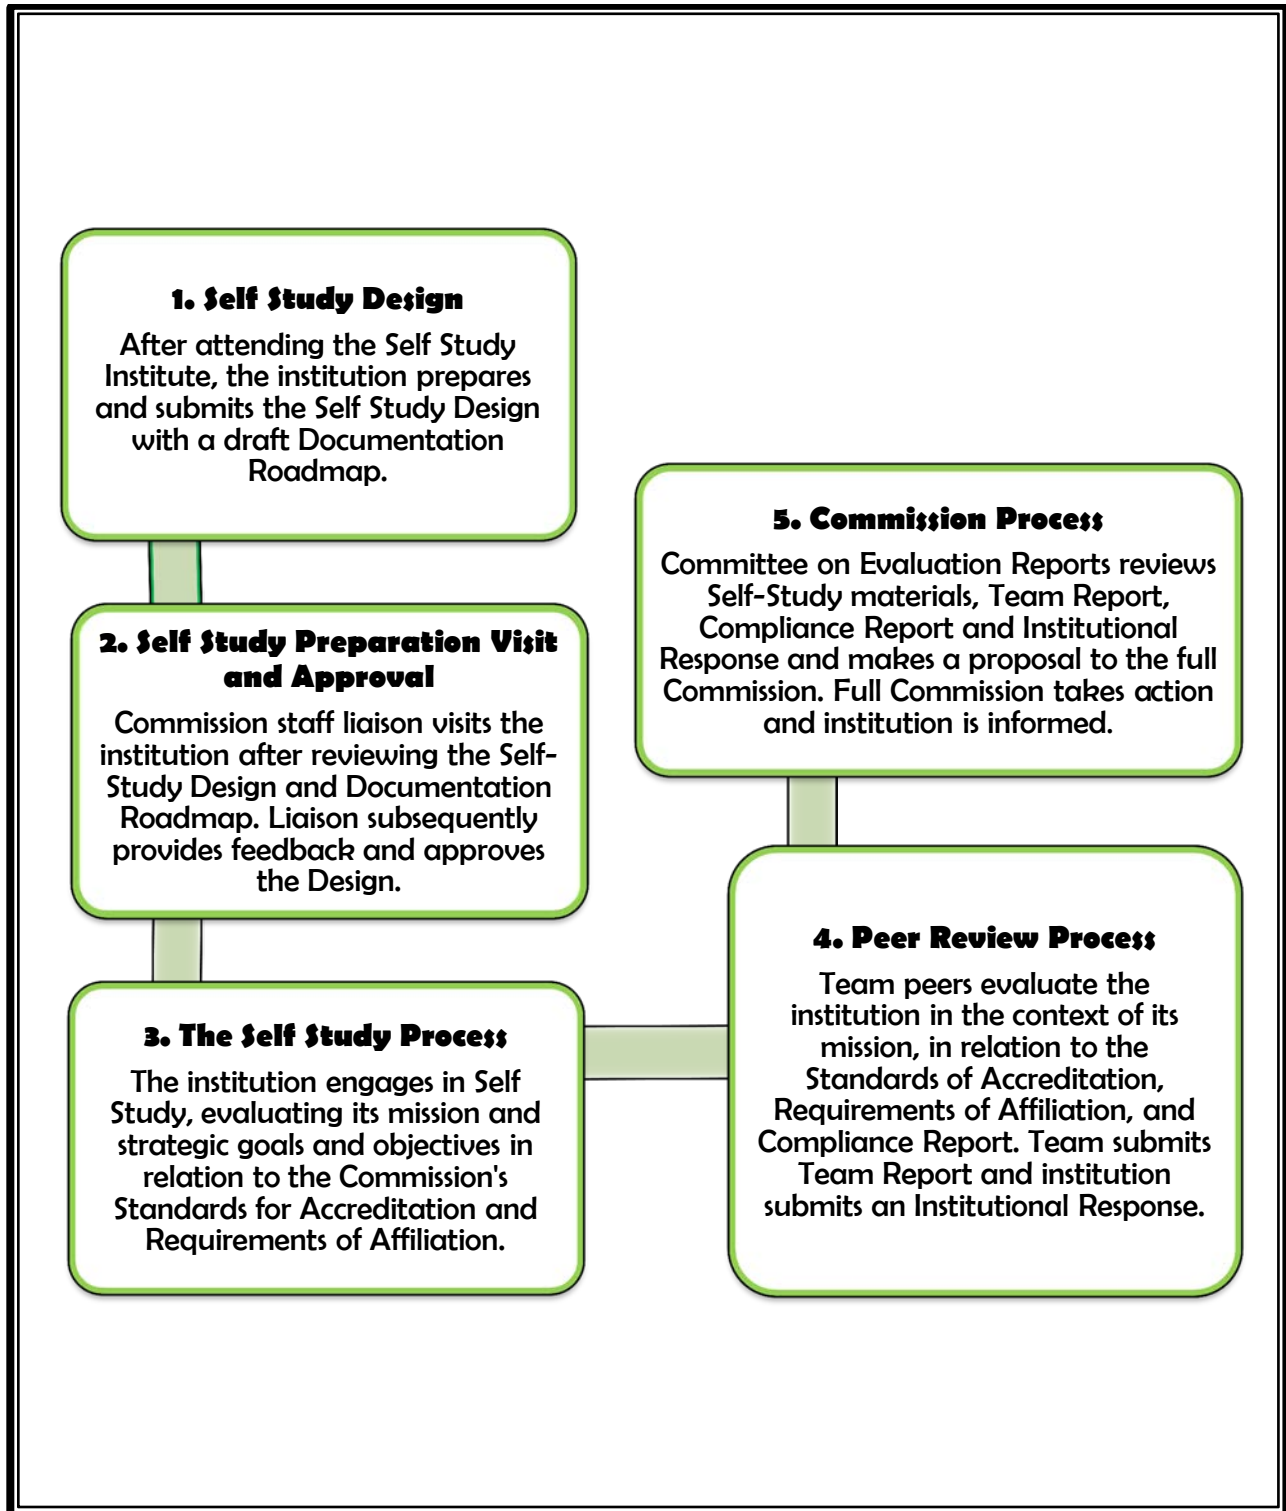 1. Self Study Design
After attending the Self Study
Institute, the institution prepares
and submits the Self Study Design
with a draft Documentation
Roadmap.
2. Self Study Preparation Visit
and Approval
Commission staff liaison visits the
institution after reviewing the Self-
Study Design and Documentation
Roadmap. Liaison subsequently
provides feedback and approves
the Design.
3. The Self Study Process
The institution engages in Self
Study, evaluating its mission and
strategic goals and objectives in
relation to the Commission's
Standards for Accreditation and
Requirements of Affiliation.
4. Peer Review Process
Team peers evaluate the
institution in the context of its
mission, in relation to the
Standards of Accreditation,
Requirements of Affiliation, and
Compliance Report. Team submits
Team Report and institution
submits an Institutional Response.
5. Commission Process
Committee on Evaluation Reports reviews
Self-Study materials, Team Report,
Compliance Report and Institutional
Response and makes a proposal to the full
Commission. Full Commission takes action
and institution is informed.